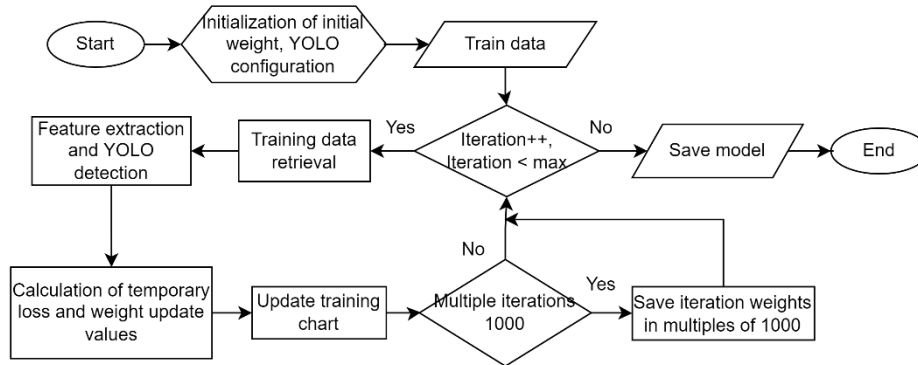 Start
Initialization of initial
weight, YOLO
configuration
Train data
Feature extraction
and YOLO
detection
Training data
retrieval
Yes
Iteration++,
Iteration < max
No
Save model
End
Calculation of temporary
loss and weight update
values
Update training
chart
No
Multiple iterations
1000
Yes
Save iteration weights
in multiples of 1000